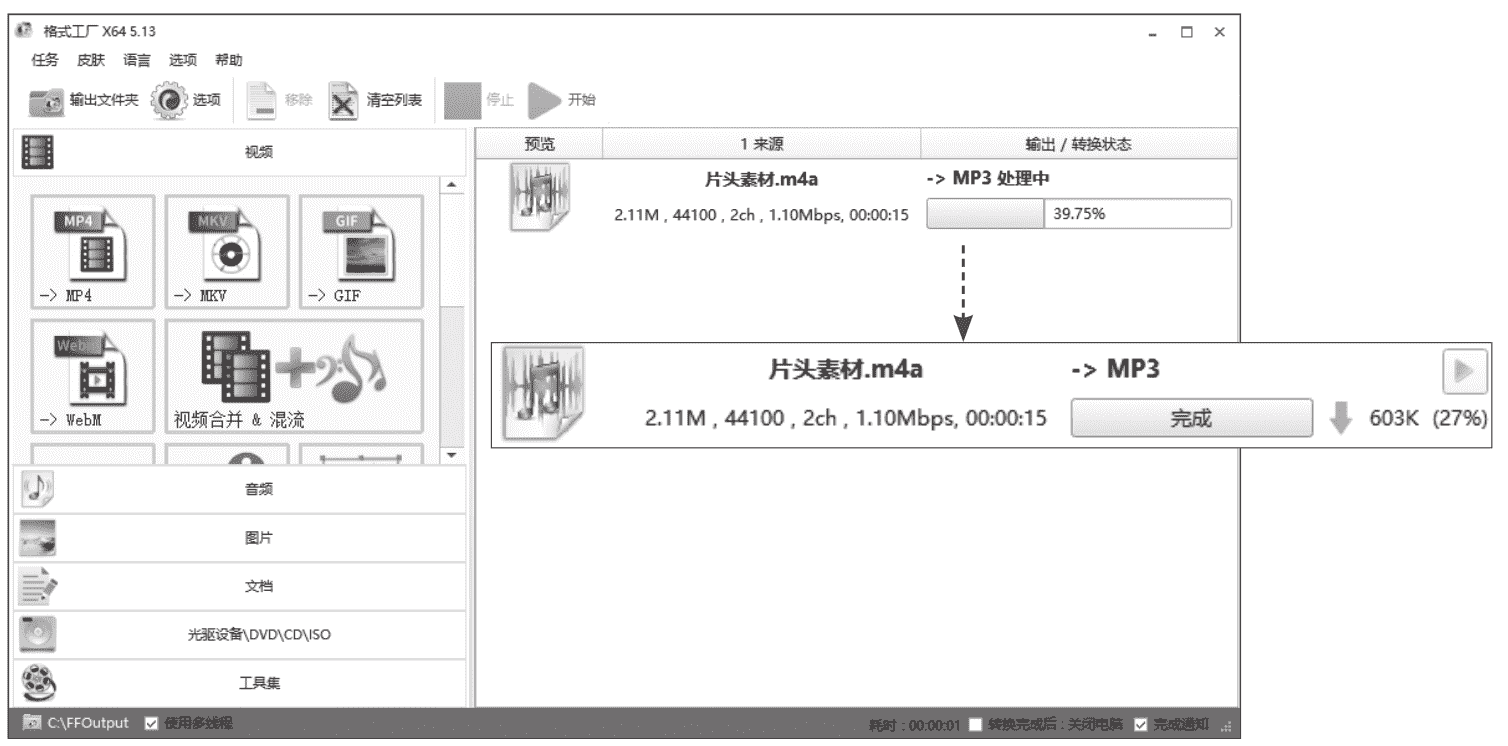 格式工厂 X64 5.13
任务 皮肤 语言 选项 帮助
输出文件夹 选项 移除 清空列表 停止 开始
视频
预览 1 来源 输出 / 转换状态
片头素材.m4a -> MP3 处理中
2.11M , 44100 , 2ch , 1.10Mbps, 00:00:15 39.75%
MP4 MKV GIF
-> MP4 -> MKV -> GIF
片头素材.m4a -> MP3
2.11M , 44100 , 2ch , 1.10Mbps, 00:00:15 完成 603K (27%)
WebM
-> WebM 视频合并 & 混流
音频
图片
文档
光驱设备\DVD\CD\ISO
工具集
C:\FFOutput 使用多线程 耗时 : 00:00:01 转换完成后 : 关闭电脑 完成通知